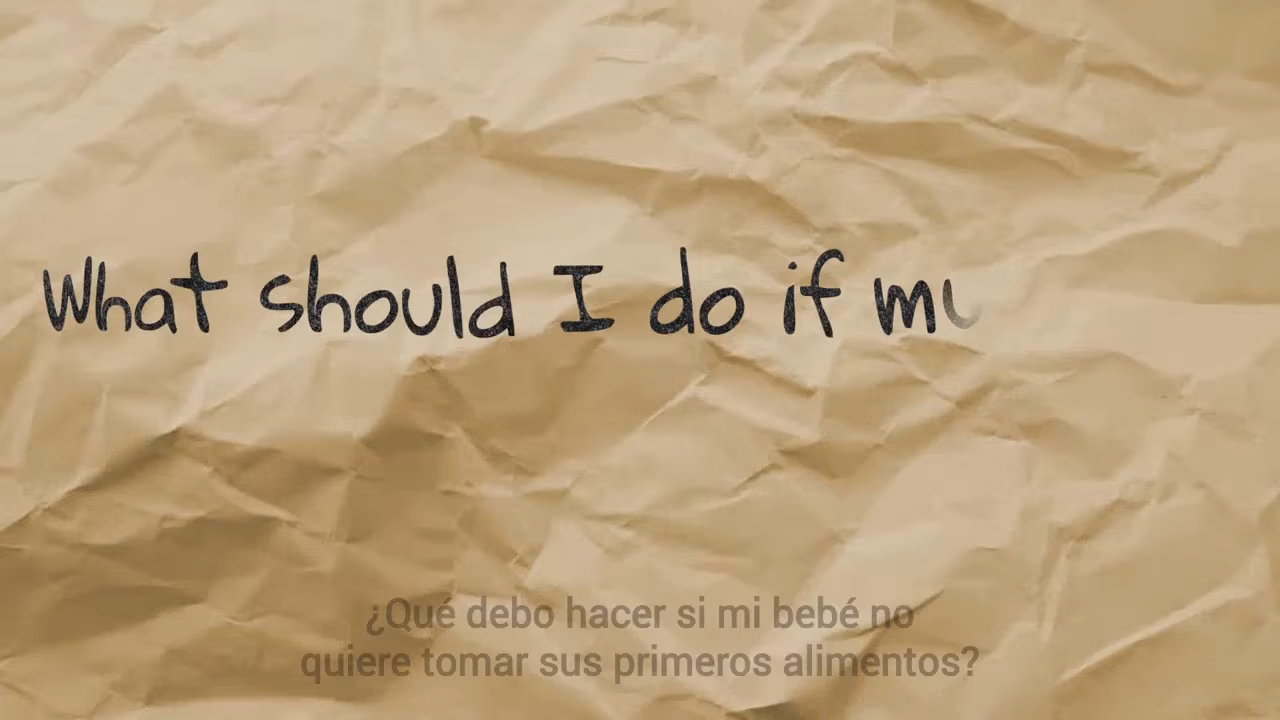 What should I do if my
¿Qué debo hacer si mi bebé no
quiere tomar sus primeros alimentos?